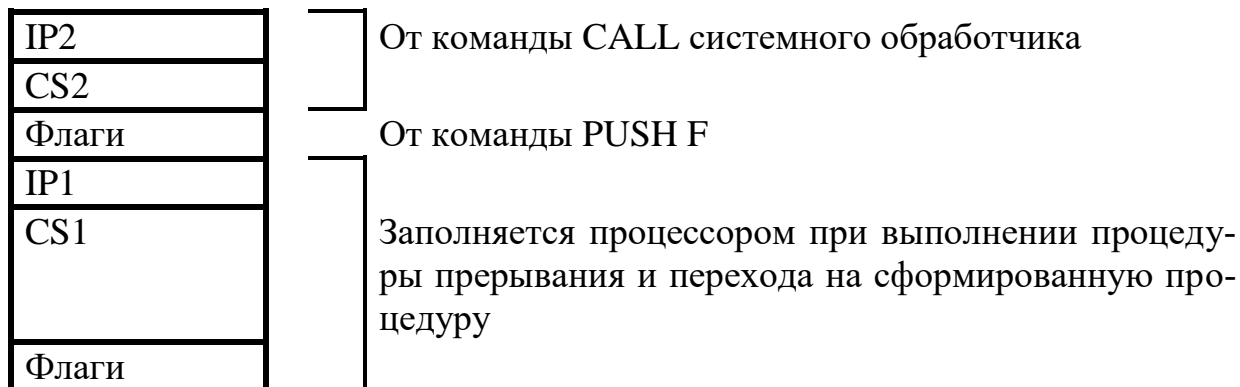 IP2 От команды CALL системного обработчика
CS2
Флаги От команды PUSH F
IP1
CS1 Заполняется процессором при выполнении процеду-
ры прерывания и перехода на сформированную про-
цедуру
Флаги